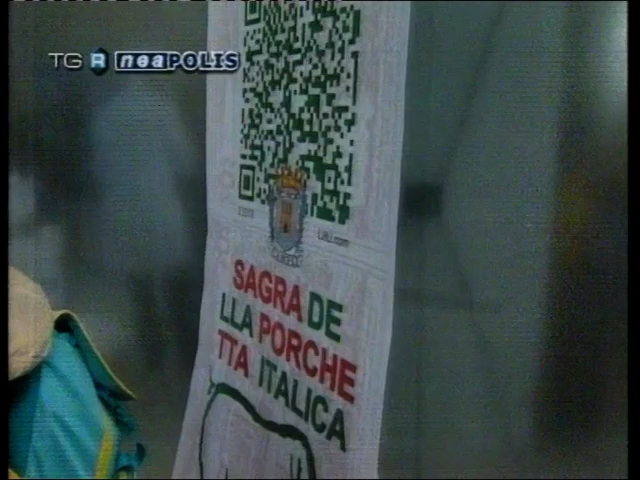 TG R neaPOLIS
SAGRA DE
LLA PORCHE
TTA ITALICA